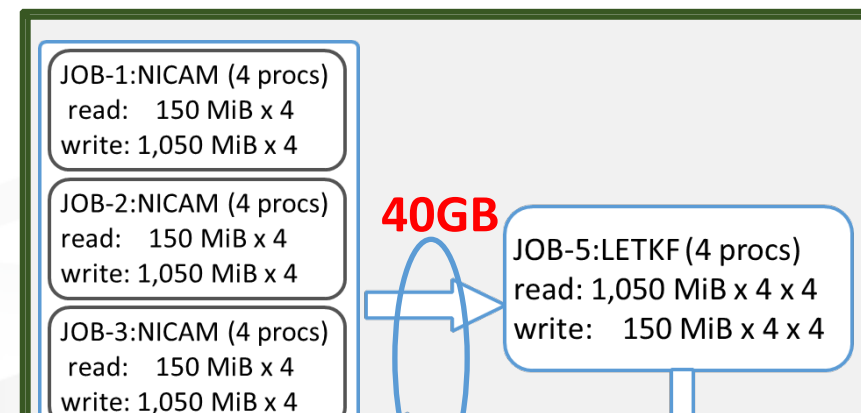 JOB-1:NICAM (4 procs)
read: 150 MiB x 4
write: 1,050 MiB x 4
JOB-2:NICAM (4 procs)
read: 150 MiB x 4
write: 1,050 MiB x 4
JOB-3:NICAM (4 procs)
read: 150 MiB x 4
write: 1,050 MiB x 4
40GB
JOB-5:LETKF (4 procs)
read: 1,050 MiB x 4 x 4
write: 150 MiB x 4 x 4